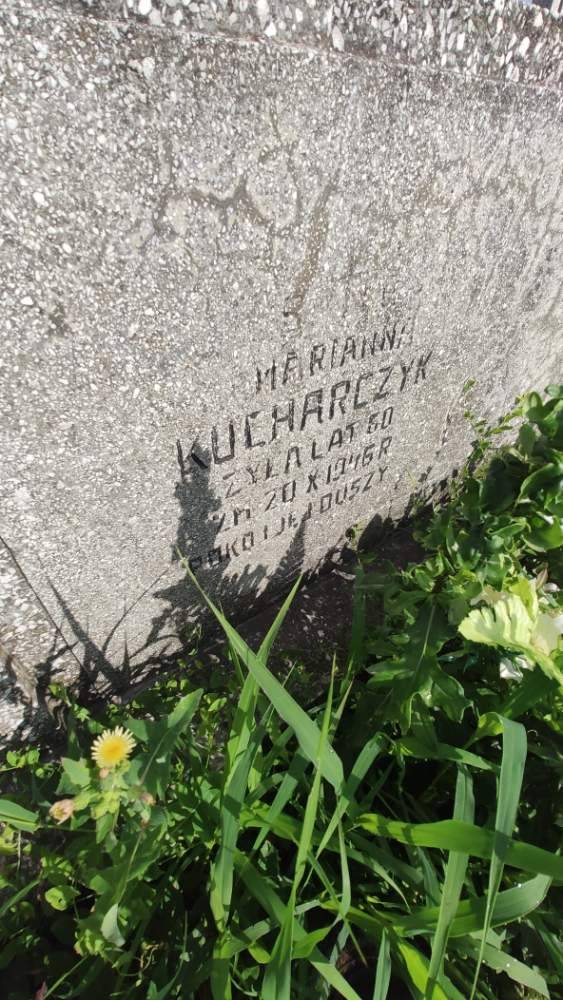 MARIANNA
KUCHARCZYK
ŻYŁA LAT 60
ZM. 20 X 1946 R
POKÓJ JEJ DUSZY